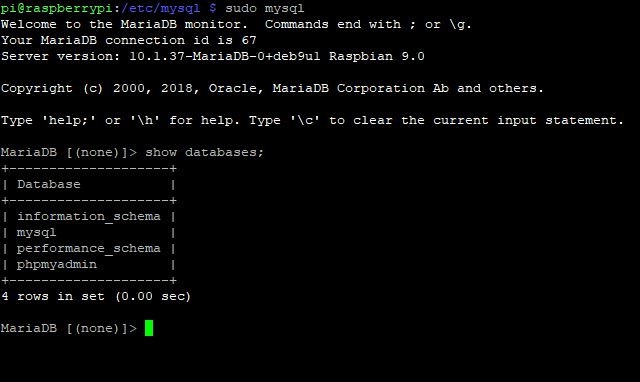 pi@raspberrypi:/etc/mysql $ sudo mysql
Welcome to the MariaDB monitor.  Commands end with ; or \g.
Your MariaDB connection id is 67
Server version: 10.1.37-MariaDB-0+deb9u1 Raspbian 9.0

Copyright (c) 2000, 2018, Oracle, MariaDB Corporation Ab and others.

Type 'help;' or '\h' for help. Type '\c' to clear the current input statement.

MariaDB [(none)]> show databases;
+--------------------+
| Database           |
+--------------------+
| information_schema |
| mysql              |
| performance_schema |
| phpmyadmin         |
+--------------------+
4 rows in set (0.00 sec)

MariaDB [(none)]>